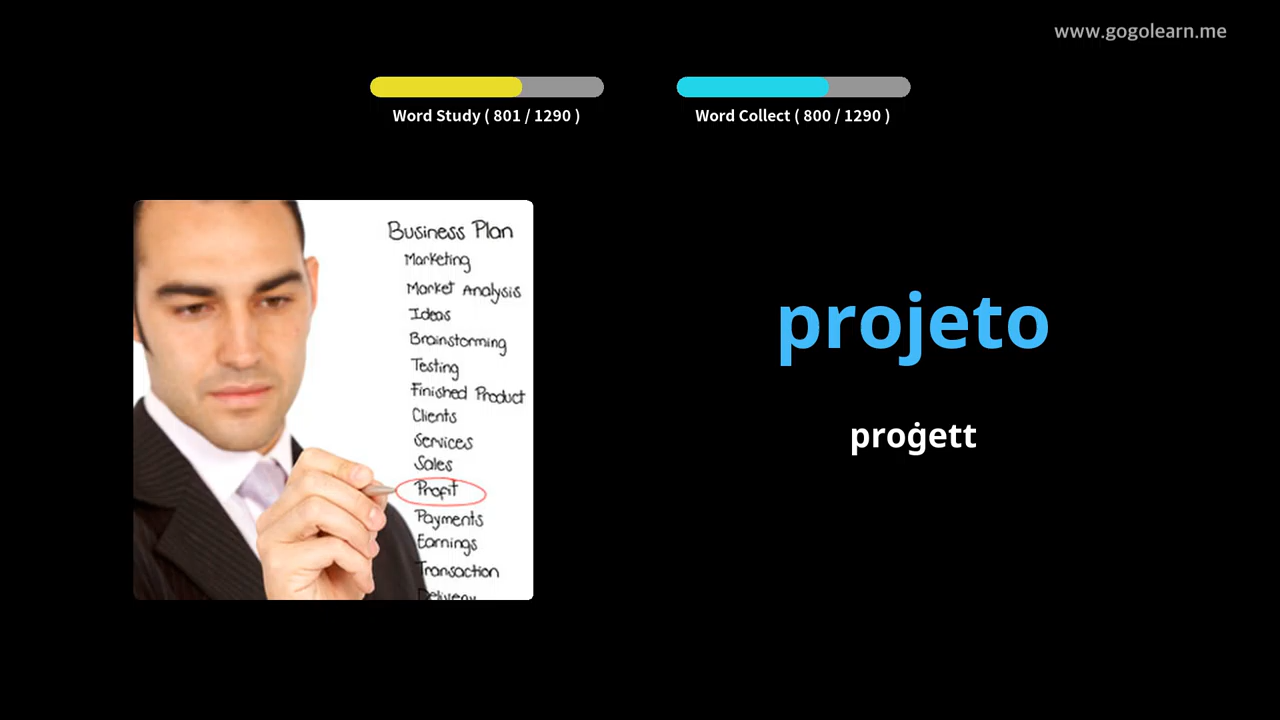 www.gogolearn.me
Word Study ( 801 / 1290 )
Word Collect ( 800 / 1290 )
Business Plan
Marketing
Market Analysis
Ideas
Brainstorming
Testing
Finished Product
Clients
Services
Sales
Profit
Payments
Earnings
Transaction
Delivery
projeto
proġett